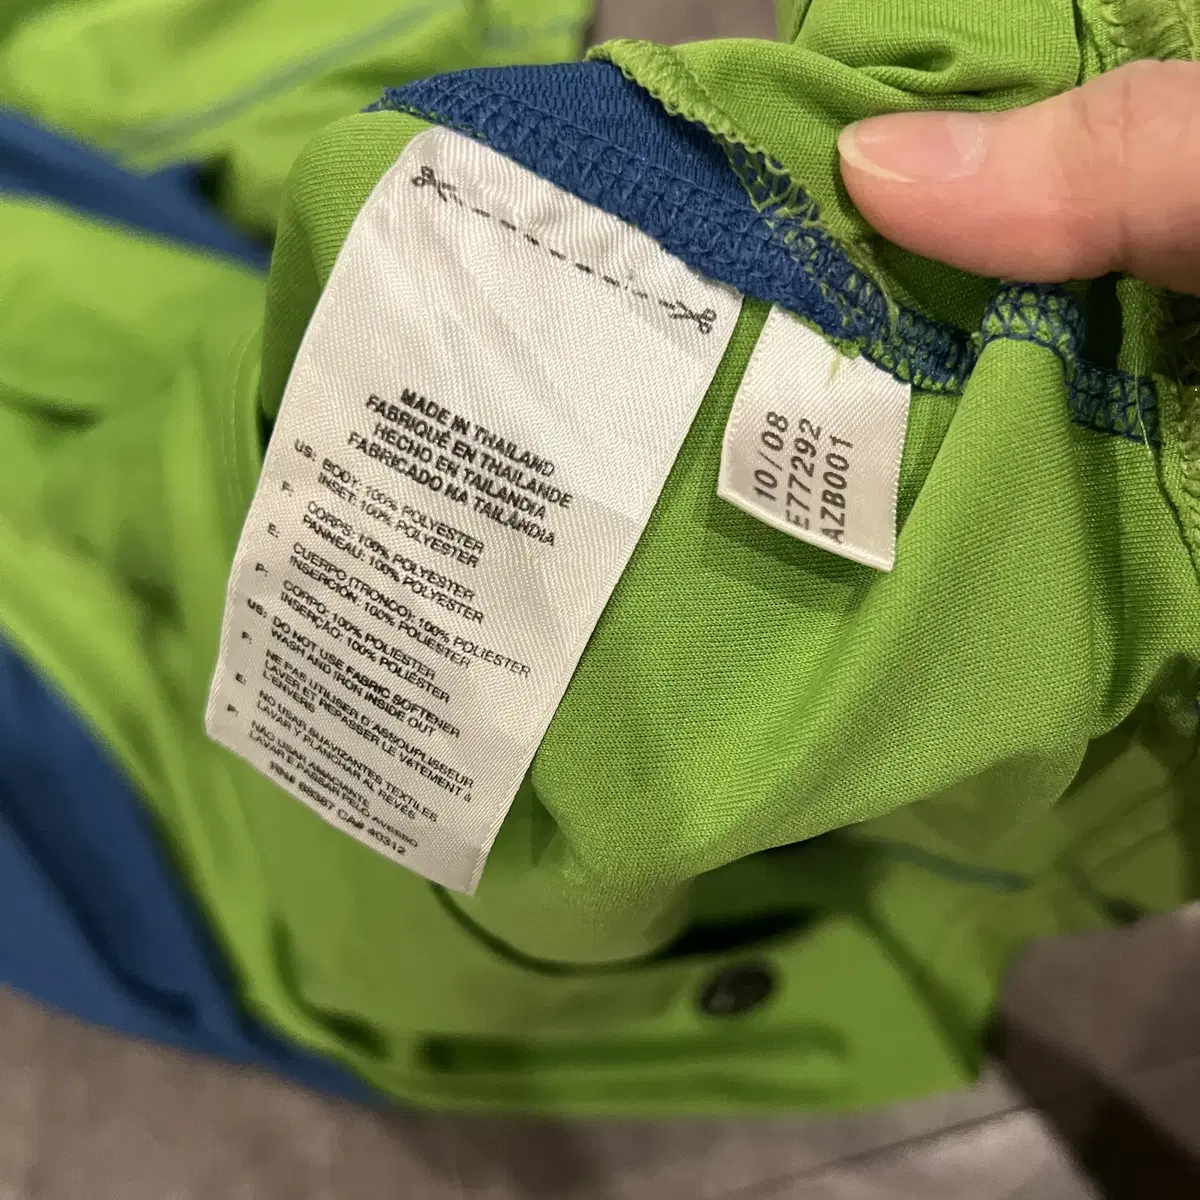 MADE IN THAILAND
FABRIQUÉ EN THAILANDE
HECHO EN TAILANDIA
FABRICADO NA TAILÂNDIA
US: BODY: 100% POLYESTER
INSET: 100% POLYESTER
F: CORPS: 100% POLYESTER
PANNEAU: 100% POLYESTER
E: CUERPO (TRONCO): 100% POLIESTER
INSERCIÓN: 100% POLIESTER
P: CORPO: 100% POLIÉSTER
INSERÇÃO: 100% POLIÉSTER
US: DO NOT USE FABRIC SOFTENER
WASH AND IRON INSIDE OUT
F: NE PAS UTILISER D'ASSOUPLISSEUR
LAVER ET REPASSER LE VÊTEMENT à
L'ENVERS
E: NO USAR SUAVIZANTES TEXTILES
LAVAR Y PLANCHAR AL REVÉS
P: NÃO USAR AMACIANTE
LAVAR E PASSAR PELO AVESSO
RN# 88387 CA# 40312
10/08
E77292
AZB001